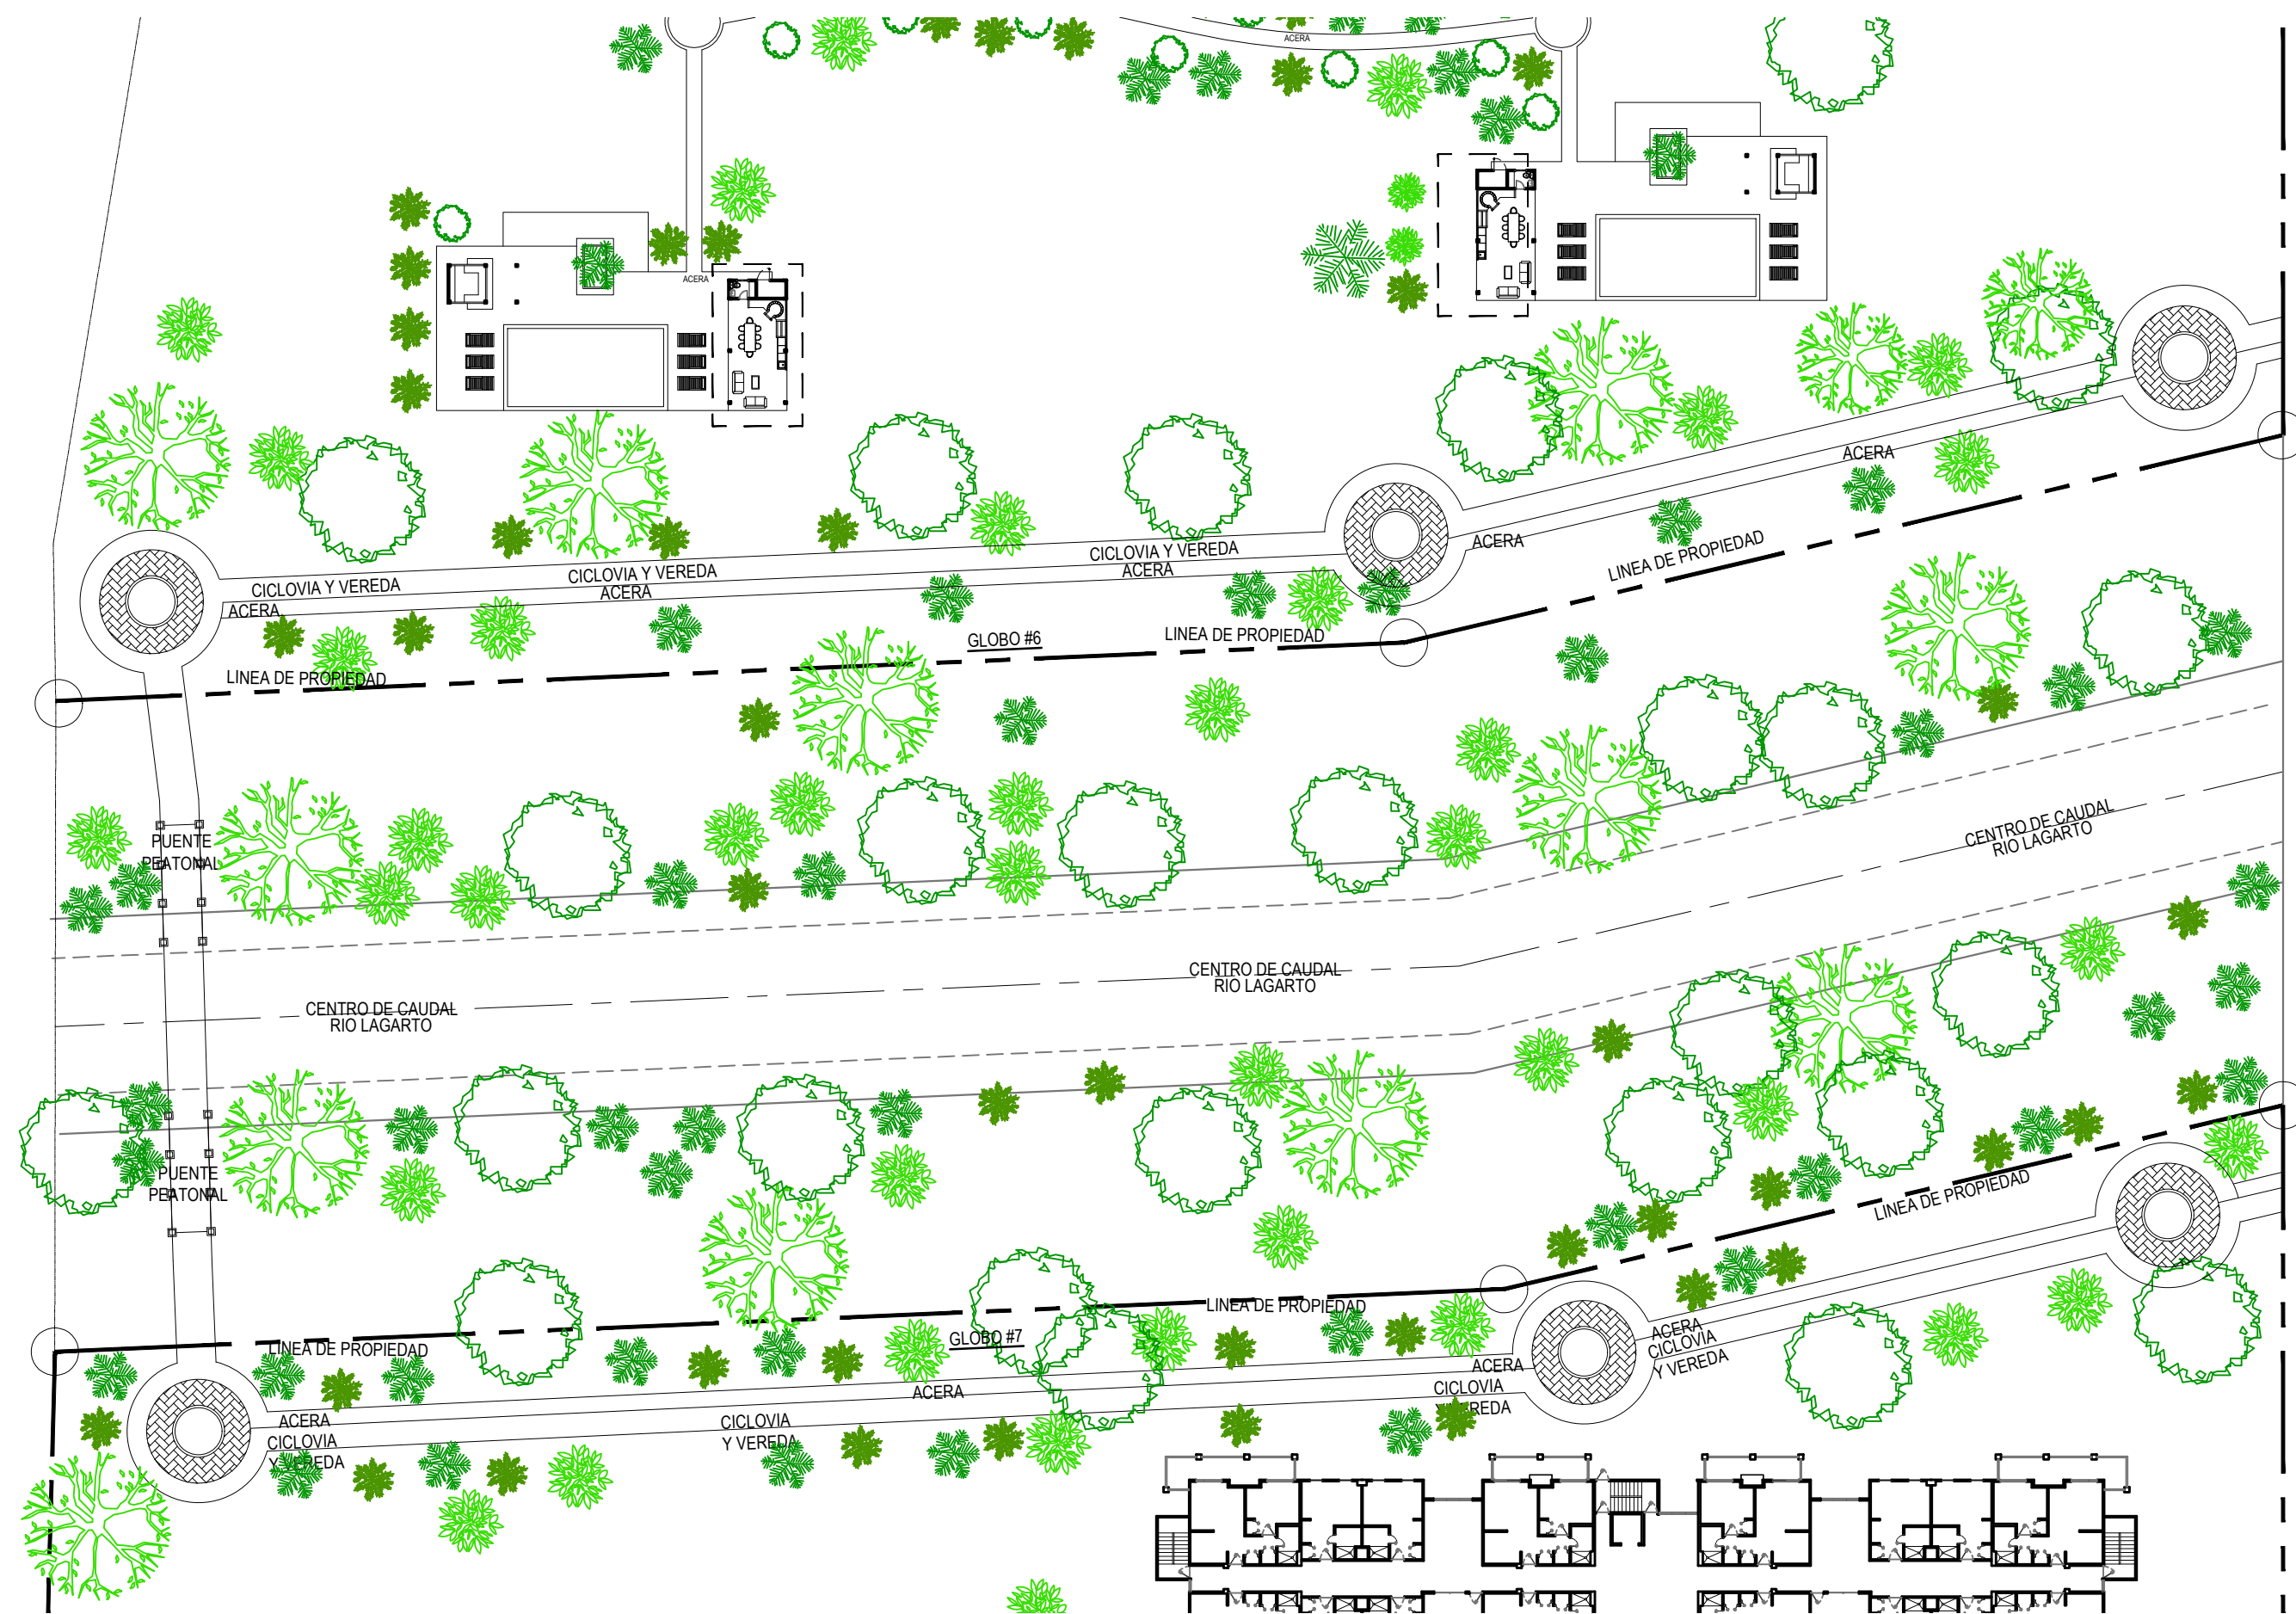 ACERA
ACERA
ACERA
ACERA
LINEA DE PROPIEDAD
CICLOVIA Y VEREDA
ACERA
CICLOVIA Y VEREDA
ACERA
CICLOVIA Y VEREDA
ACERA
GLOBO #6
LINEA DE PROPIEDAD
LINEA DE PROPIEDAD
PUENTE
PEATONAL
CENTRO DE CAUDAL
RIO LAGARTO
CENTRO DE CAUDAL
RIO LAGARTO
CENTRO DE CAUDAL
RIO LAGARTO
PUENTE
PEATONAL
LINEA DE PROPIEDAD
LINEA DE PROPIEDAD
GLOBO #7
LINEA DE PROPIEDAD
ACERA
CICLOVIA
Y VEREDA
ACERA
CICLOVIA
Y VEREDA
ACERA
CICLOVIA
Y VEREDA
ACERA
CICLOVIA
Y VEREDA